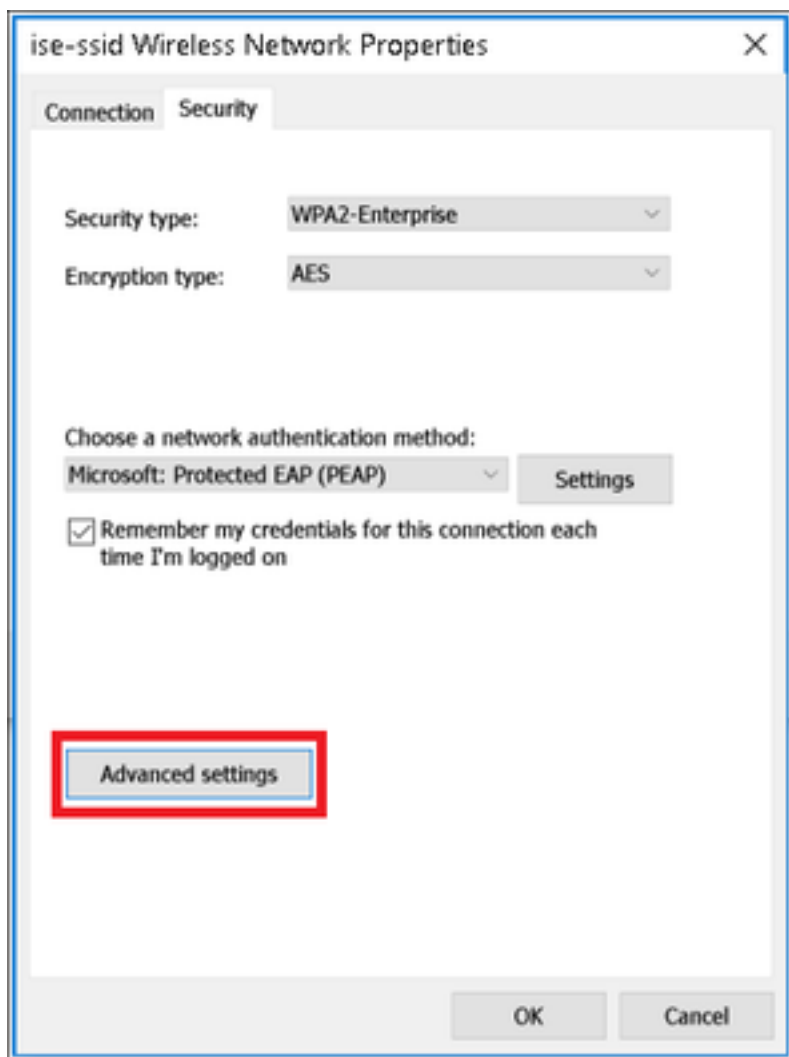 ise-ssid Wireless Network Properties
Connection Security
Security type: WPA2-Enterprise
Encryption type: AES
Choose a network authentication method:
Microsoft: Protected EAP (PEAP) Settings
Remember my credentials for this connection each
time I'm logged on
Advanced settings
OK Cancel